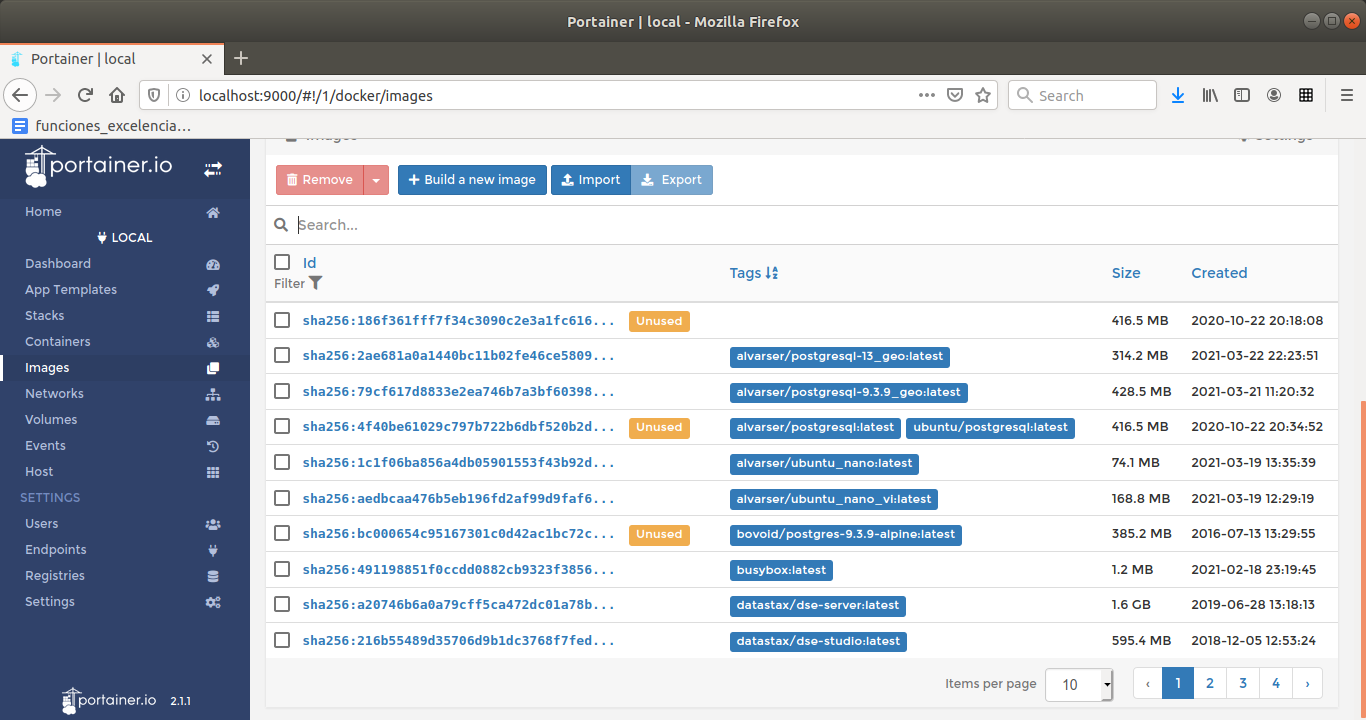 Portainer | local - Mozilla Firefox
Portainer | local
localhost:9000/#!/1/docker/images
Search
funciones_excelencia…
portainer.io
Home
LOCAL
Dashboard
App Templates
Stacks
Containers
Images
Networks
Volumes
Events
Host
SETTINGS
Users
Endpoints
Registries
Settings
portainer.io 2.1.1
Images Settings
Remove Build a new image Import Export
Search...
Id Tags Size Created
Filter
sha256:186f361fff7f34c3090c2e3a1fc616... Unused 416.5 MB 2020-10-22 20:18:08
sha256:2ae681a0a1440bc11b02fe46ce5809... alvarser/postgresql-13_geo:latest 314.2 MB 2021-03-22 22:23:51
sha256:79cf617d8833e2ea746b7a3bf60398... alvarser/postgresql-9.3.9_geo:latest 428.5 MB 2021-03-21 11:20:32
sha256:4f40be61029c797b722b6dbf520b2d... Unused alvarser/postgresql:latest ubuntu/postgresql:latest 416.5 MB 2020-10-22 20:34:52
sha256:1c1f06ba856a4db05901553f43b92d... alvarser/ubuntu_nano:latest 74.1 MB 2021-03-19 13:35:39
sha256:aedbcaa476b5eb196fd2af99d9faf6... alvarser/ubuntu_nano_vi:latest 168.8 MB 2021-03-19 12:29:19
sha256:bc000654c95167301c0d42ac1bc72c... Unused bovoid/postgres-9.3.9-alpine:latest 385.2 MB 2016-07-13 13:29:55
sha256:491198851f0ccdd0882cb9323f3856... busybox:latest 1.2 MB 2021-02-18 23:19:45
sha256:a20746b6a0a79cff5ca472dc01a78b... datastax/dse-server:latest 1.6 GB 2019-06-28 13:18:13
sha256:216b55489d35706d9b1dc3768f7fed... datastax/dse-studio:latest 595.4 MB 2018-12-05 12:53:24
Items per page 10 ‹ 1 2 3 4 ›